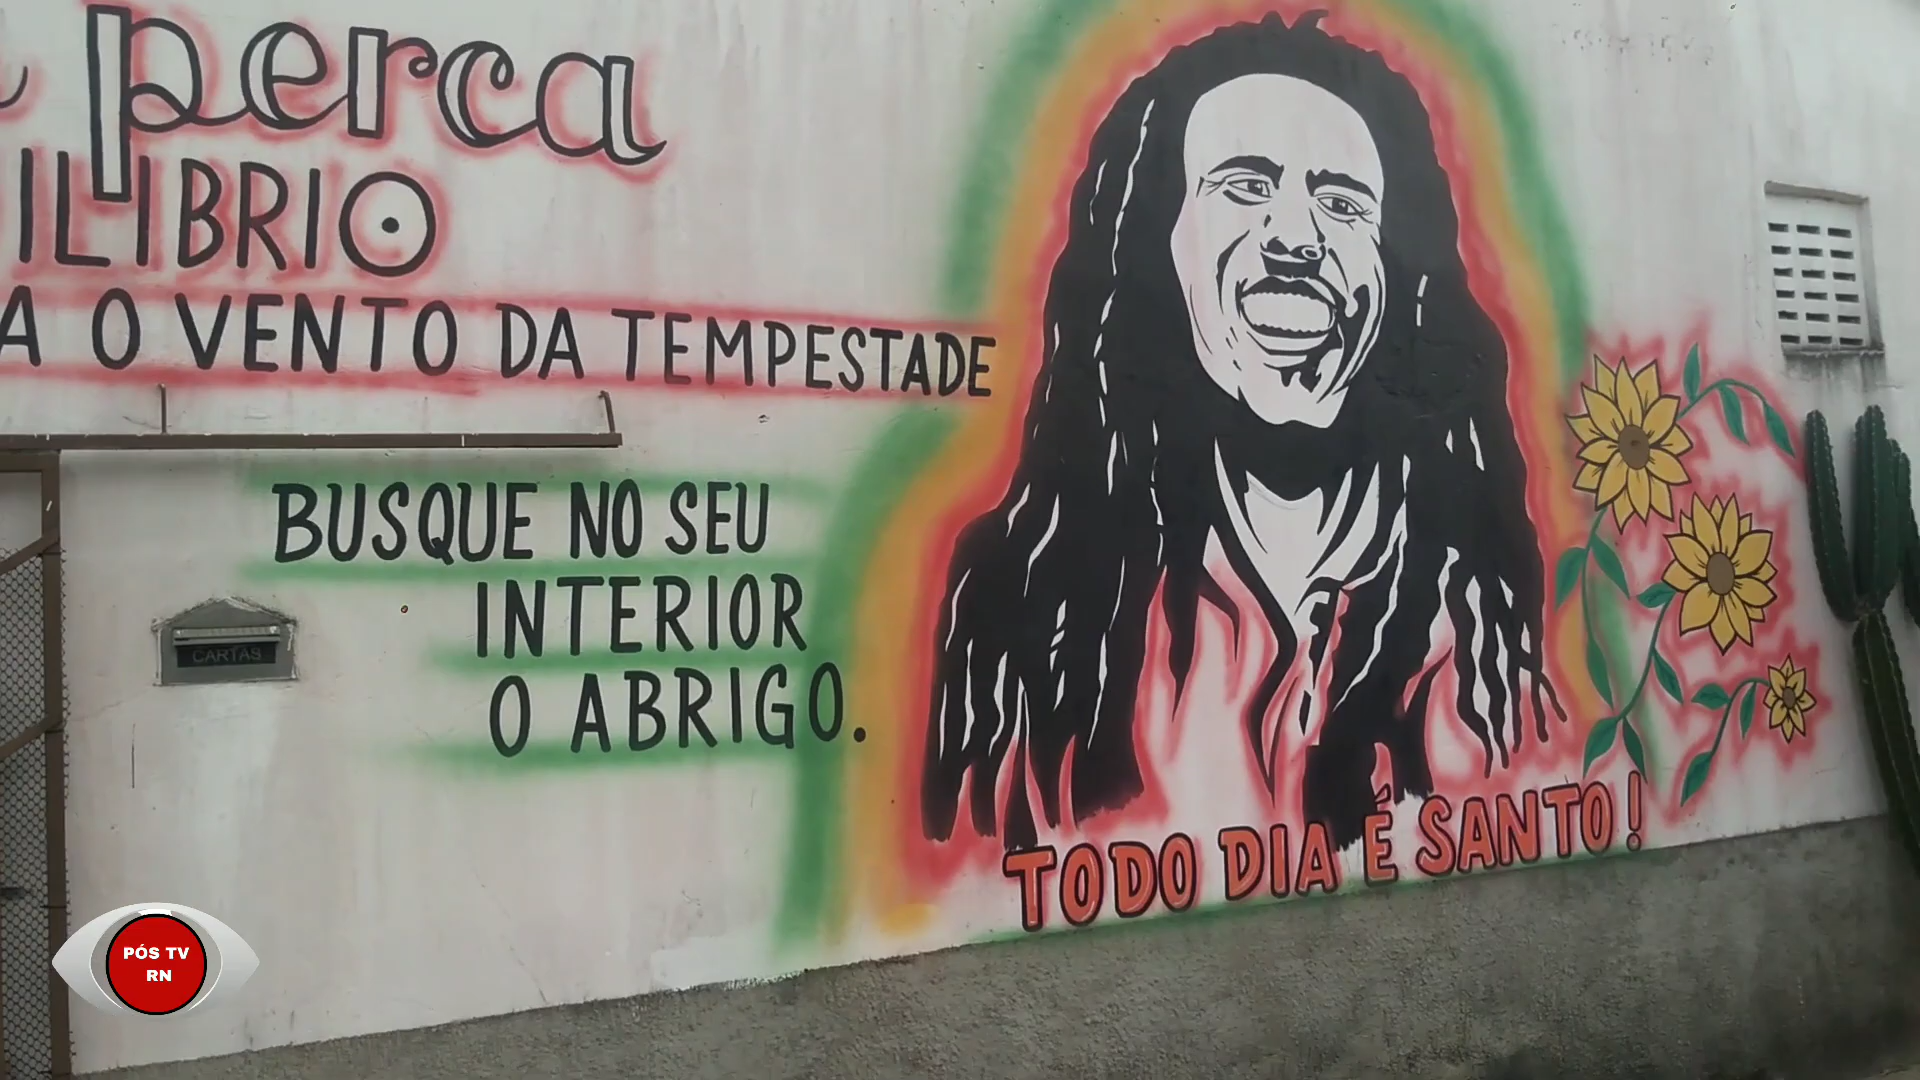 perca
ILIBRIO
A O VENTO DA TEMPESTADE
BUSQUE NO SEU
INTERIOR
O ABRIGO.
CARTAS
TODO DIA É SANTO!
PÓS TV
RN